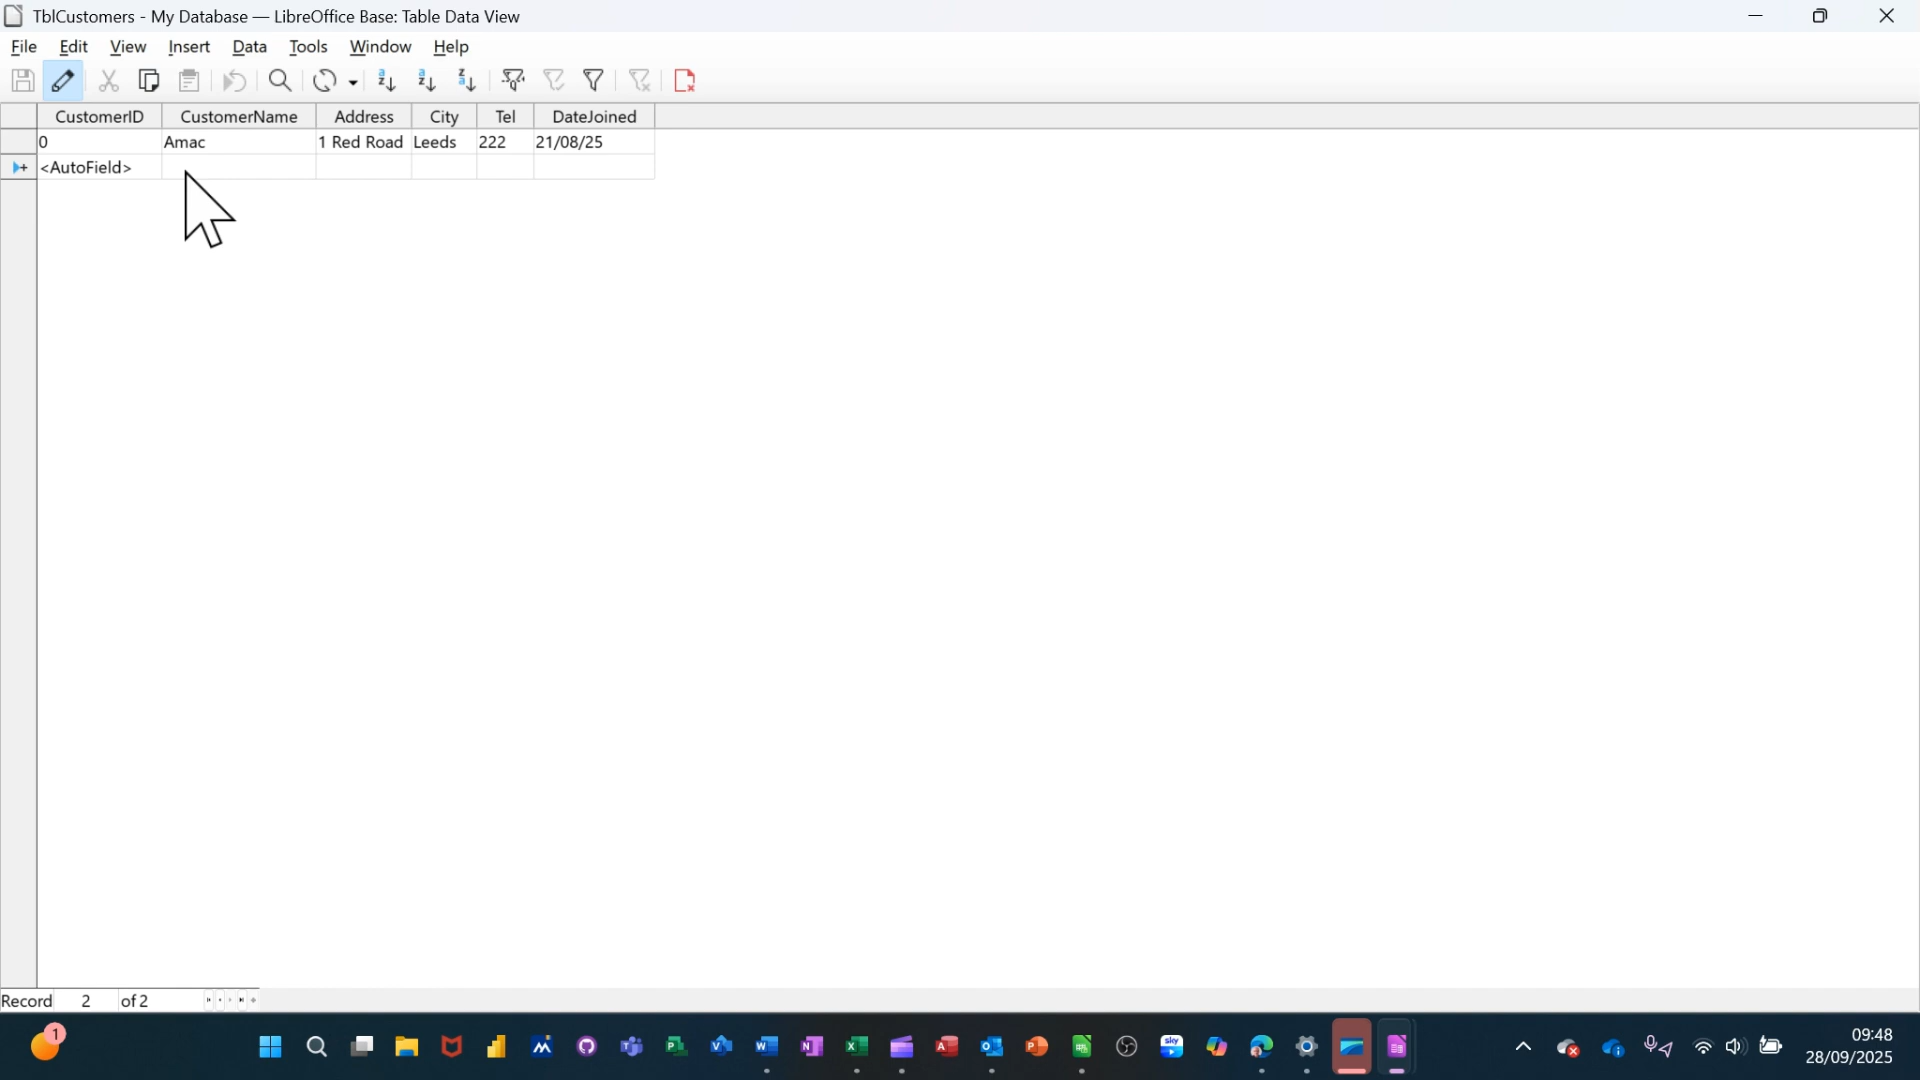 TblCustomers - My Database — LibreOffice Base: Table Data View
File Edit View Insert Data Tools Window Help
CustomerID CustomerName Address City Tel DateJoined
0 Amac 1 Red Road Leeds 222 21/08/25
<AutoField>
Record 2 of 2
1
sky
09:48
28/09/2025